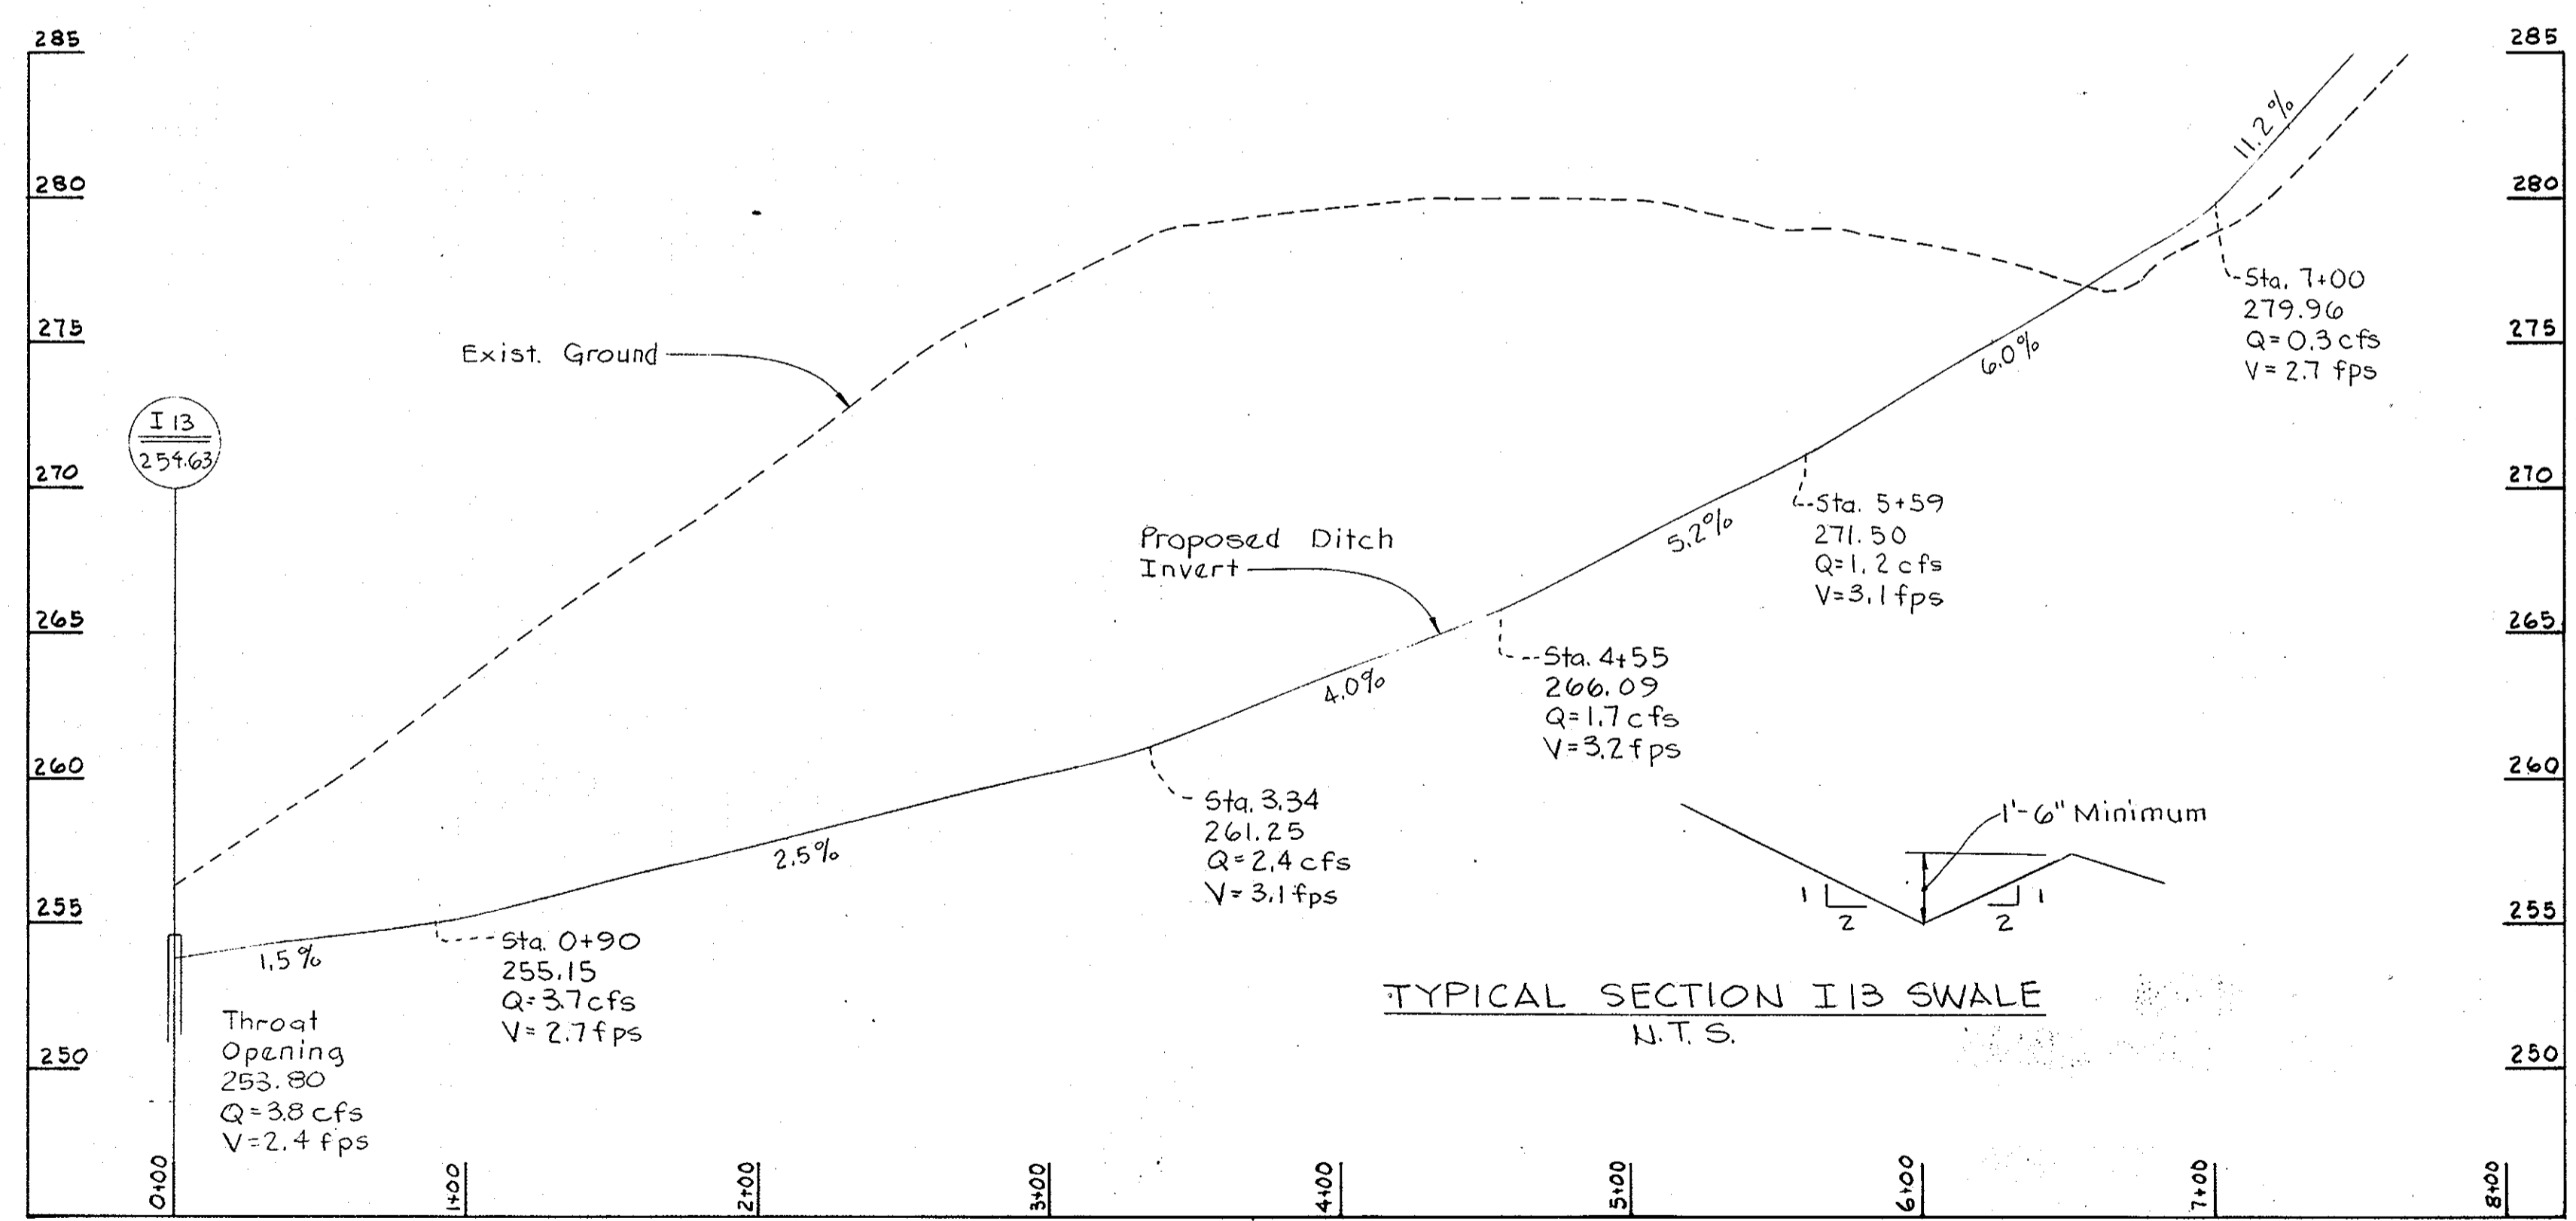 285
285
280
280
275
275
270
270
265
265
260
260
255
255
250
250
I 13
254.63
Exist. Ground
Proposed Ditch
Invert
11.2%
6.0%
5.2%
4.0%
2.5%
1.5%
Sta. 7+00
279.96
Q=0.3 cfs
V=2.7 fps
Sta. 5+59
271.50
Q=1.2 cfs
V=3.1 fps
Sta. 4+55
266.09
Q=1.7 cfs
V=3.2 fps
Sta. 3.34
261.25
Q=2.4 cfs
V=3.1 fps
Sta. 0+90
255.15
Q=3.7 cfs
V=2.7 fps
Throat
Opening
253.80
Q=3.8 cfs
V=2.4 fps
1'-6" Minimum
1
2
2
1
TYPICAL SECTION I 13 SWALE
N.T.S.
0+00
1+00
2+00
3+00
4+00
5+00
6+00
7+00
8+00